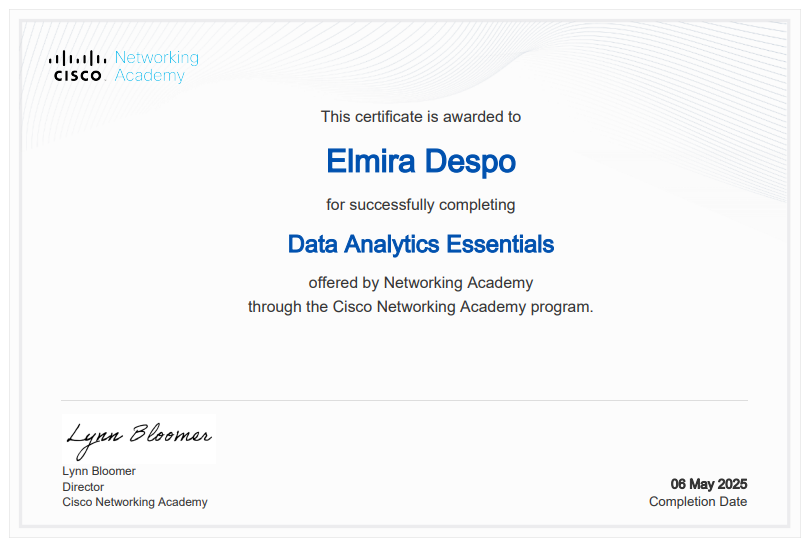 Networking
CISCO Academy
This certificate is awarded to
Elmira Despo
for successfully completing
Data Analytics Essentials
offered by Networking Academy
through the Cisco Networking Academy program.
Lynn Bloomer
Lynn Bloomer
Director
Cisco Networking Academy
06 May 2025
Completion Date